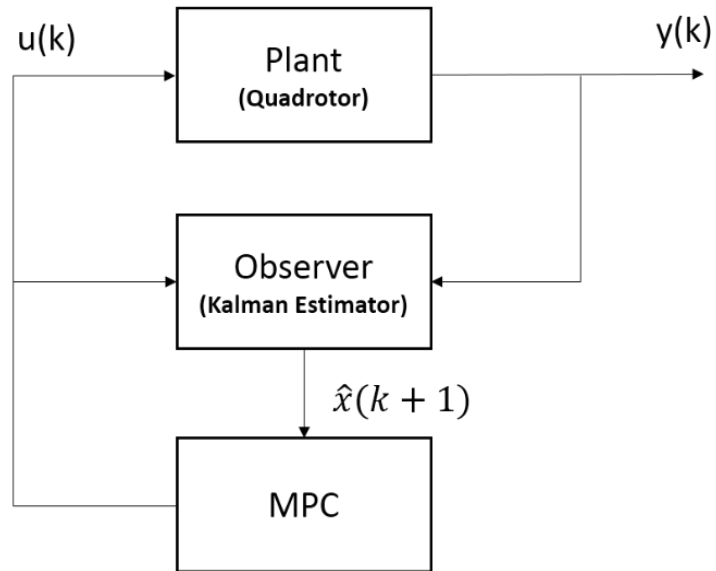 u(k)
Plant
(Quadrotor)
y(k)
Observer
(Kalman Estimator)
x̂(k + 1)
MPC